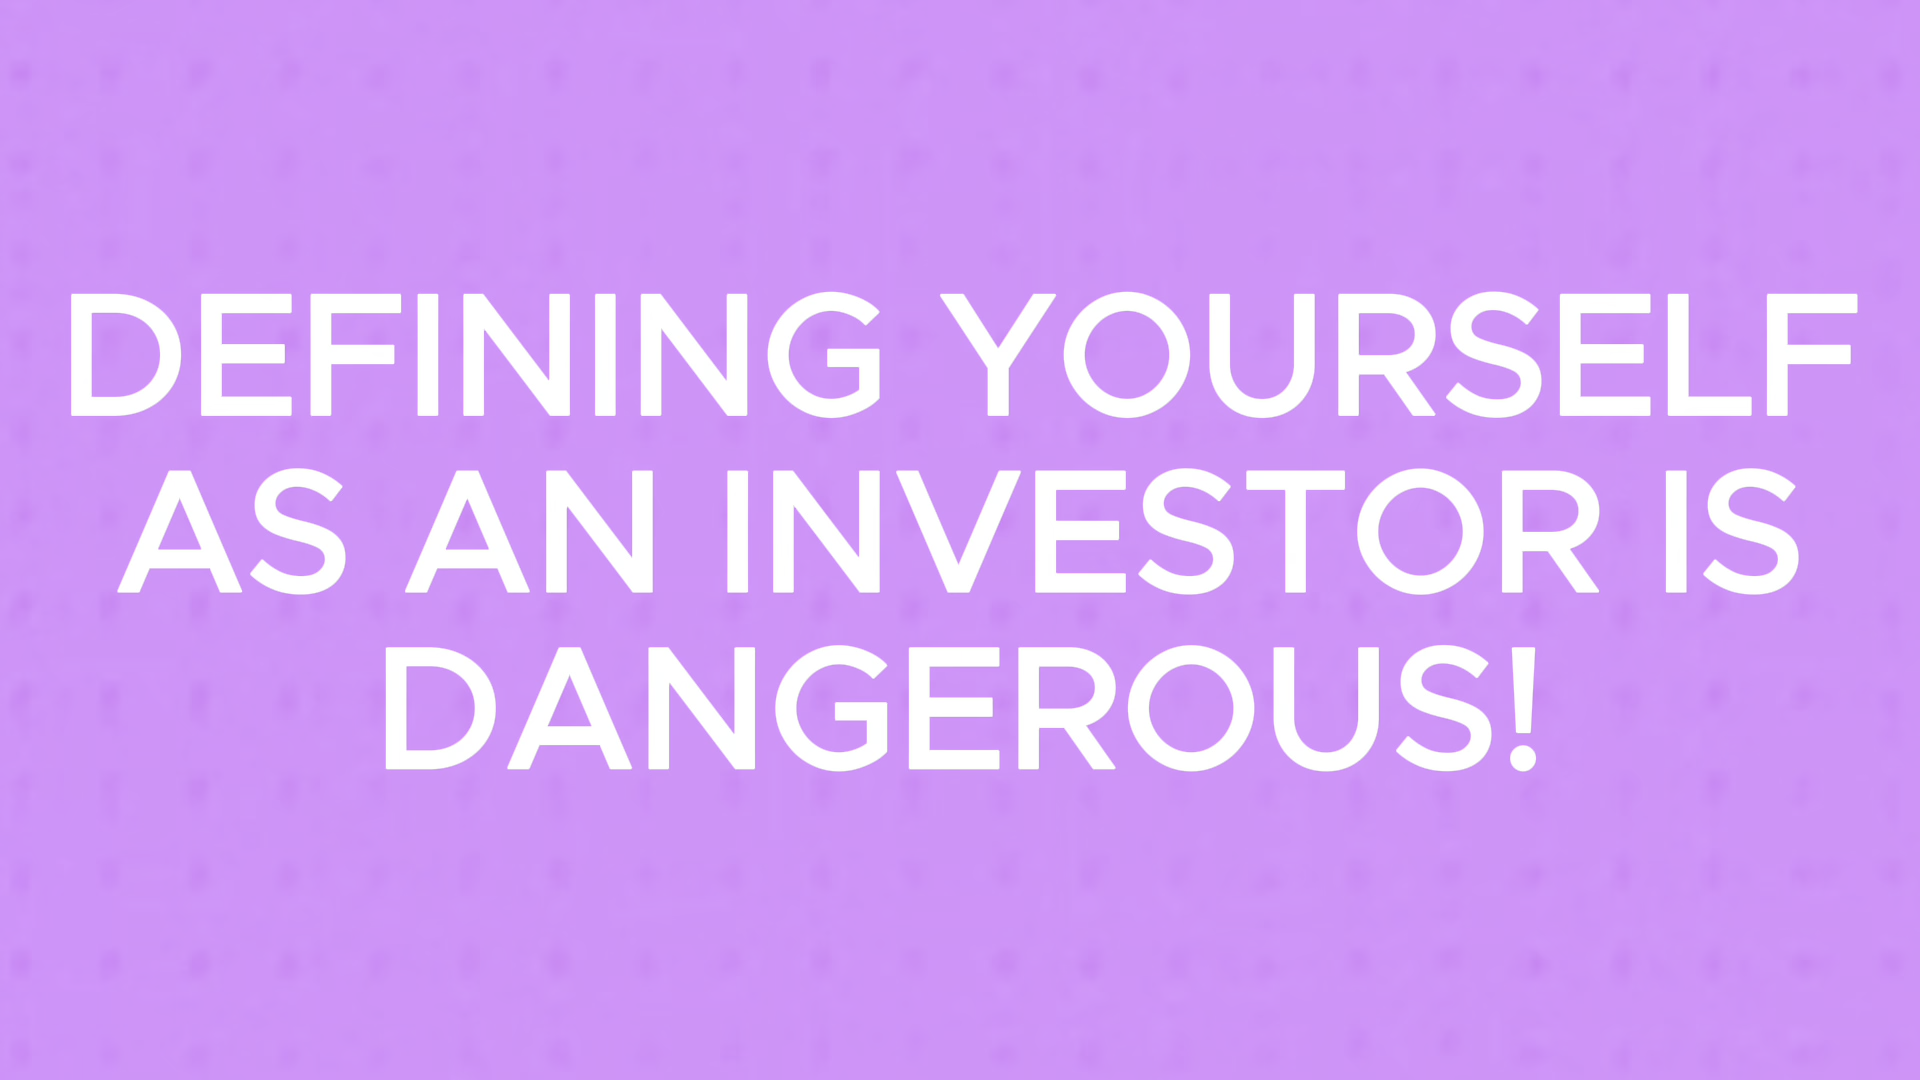 DEFINING YOURSELF
AS AN INVESTOR IS
DANGEROUS!